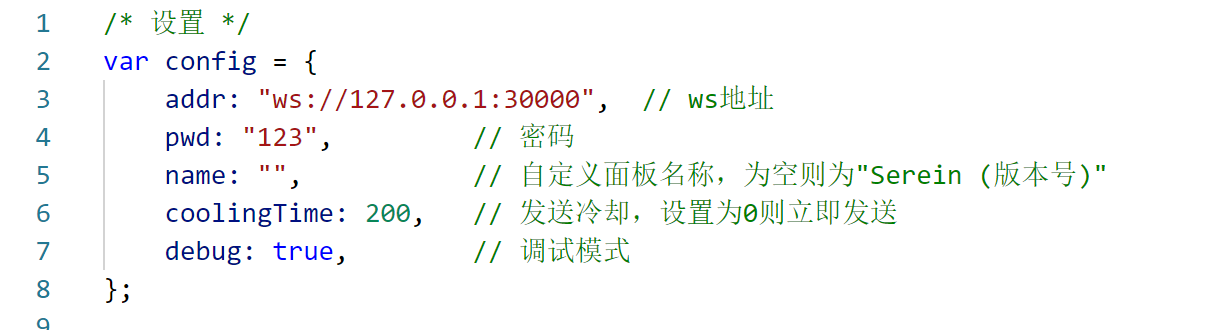 1 /* 设置 */
2 var config = {
3 addr: "ws://127.0.0.1:30000", // ws地址
4 pwd: "123", // 密码
5 name: "", // 自定义面板名称，为空则为"Serein (版本号)"
6 coolingTime: 200, // 发送冷却，设置为0则立即发送
7 debug: true, // 调试模式
8 };
9